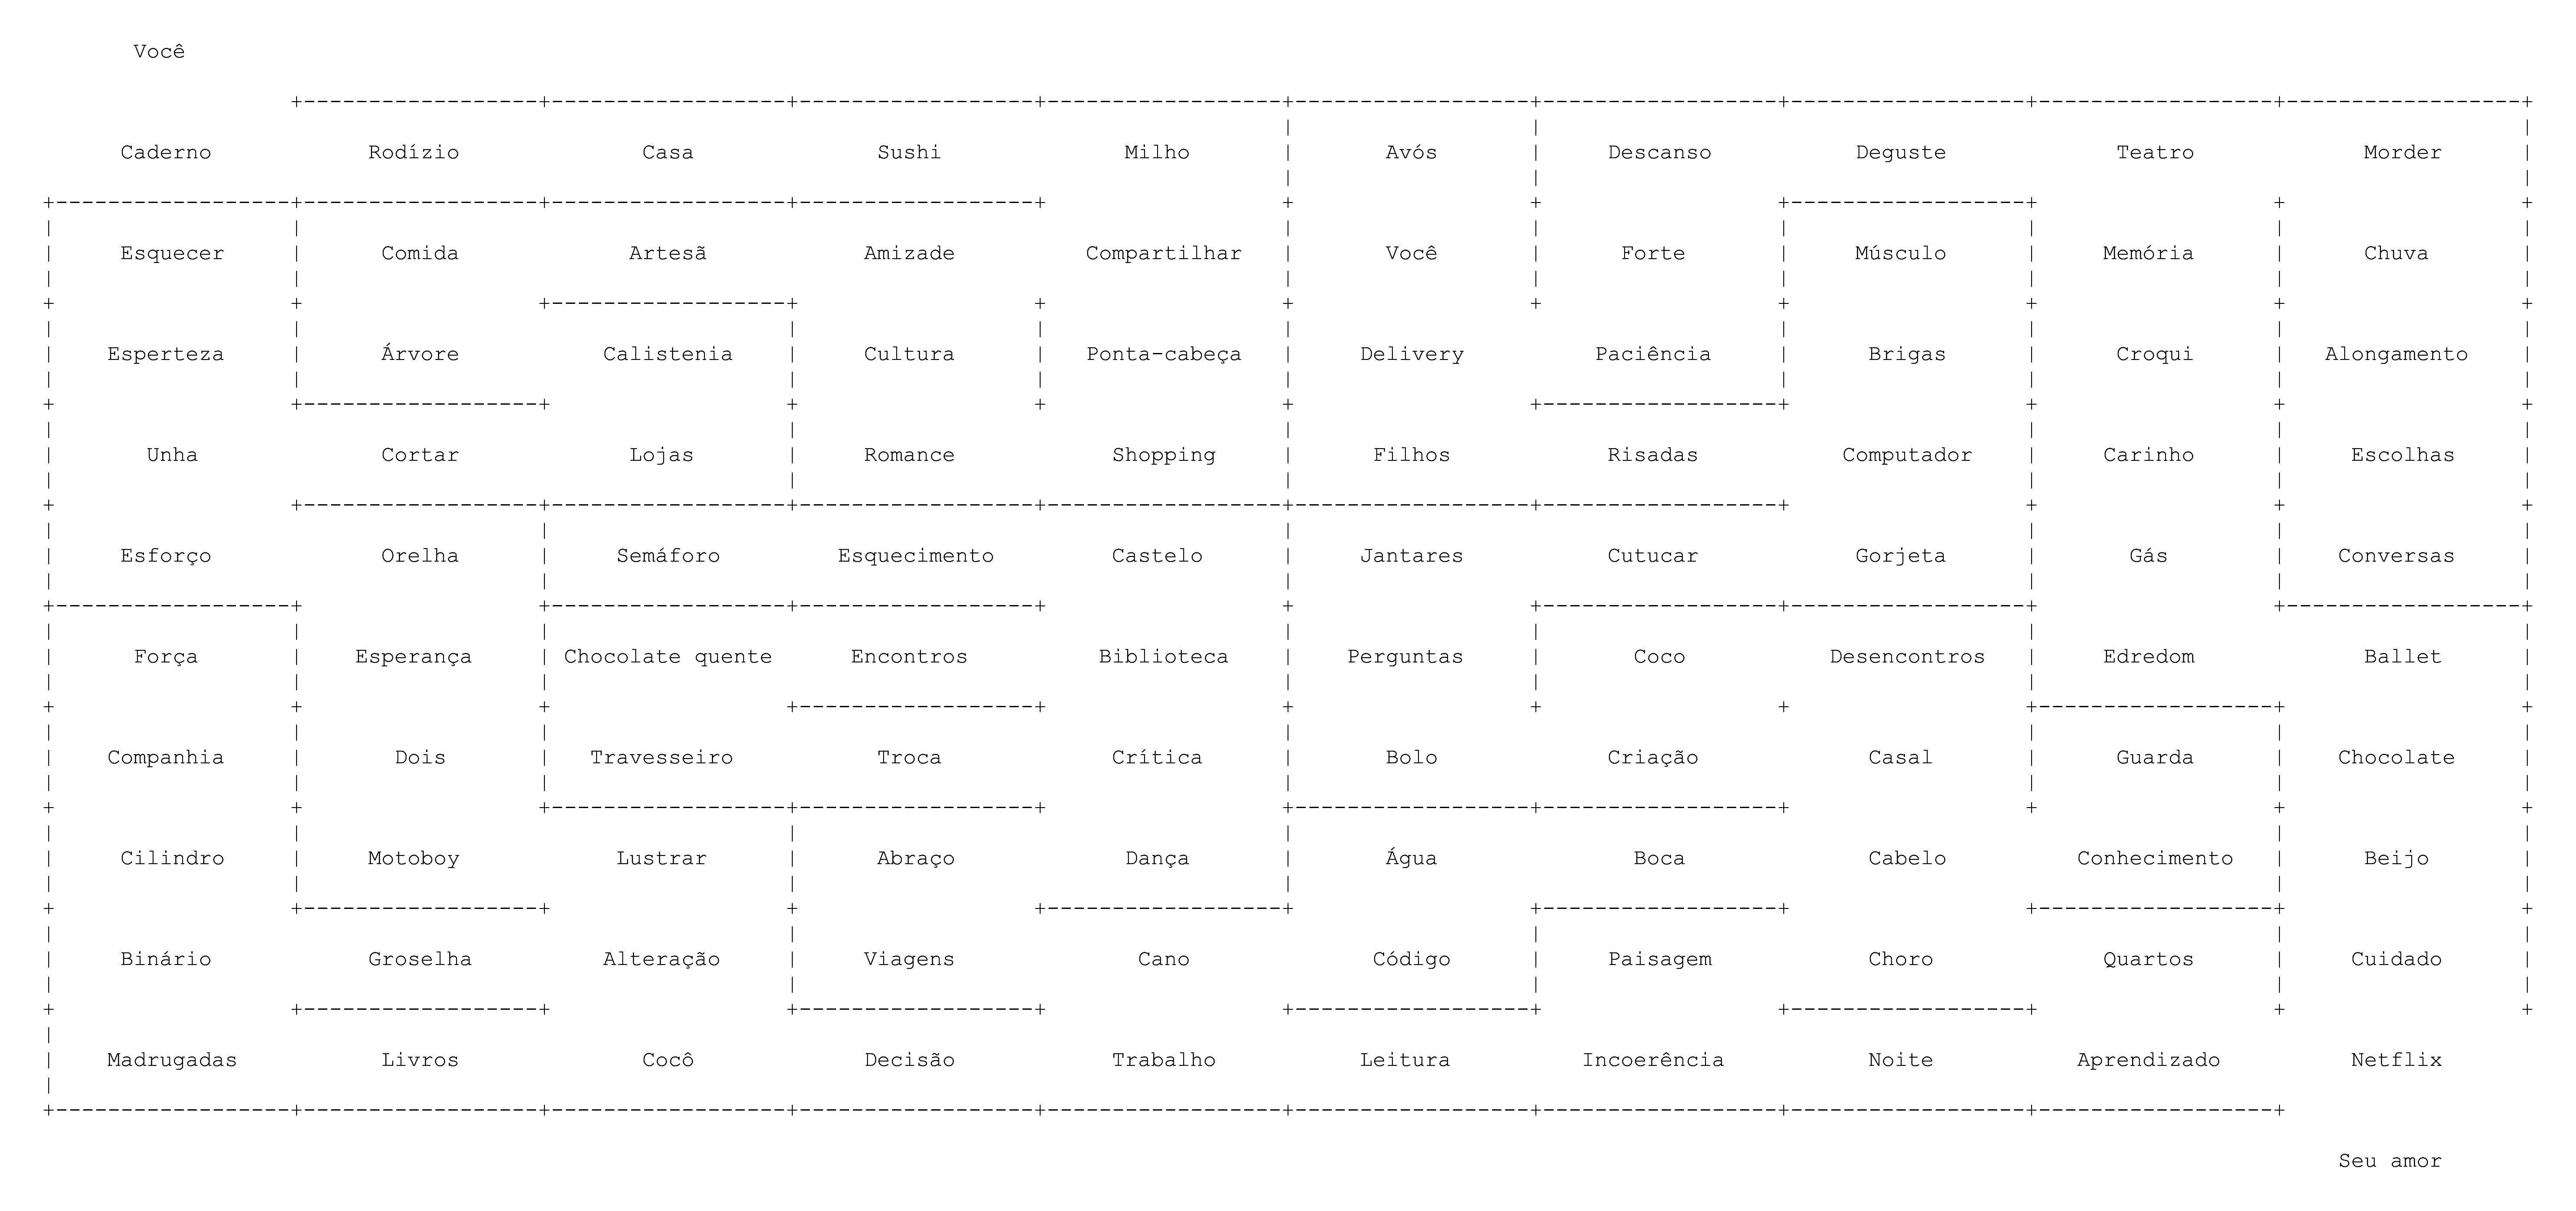 Você
Caderno Rodízio Casa Sushi Milho Avós Descanso Deguste Teatro Morder
Esquecer Comida Artesã Amizade Compartilhar Você Forte Músculo Memória Chuva
Esperteza Árvore Calistenia Cultura Ponta-cabeça Delivery Paciência Brigas Croqui Alongamento
Unha Cortar Lojas Romance Shopping Filhos Risadas Computador Carinho Escolhas
Esforço Orelha Semáforo Esquecimento Castelo Jantares Cutucar Gorjeta Gás Conversas
Força Esperança Chocolate quente Encontros Biblioteca Perguntas Coco Desencontros Edredom Ballet
Companhia Dois Travesseiro Troca Crítica Bolo Criação Casal Guarda Chocolate
Cilindro Motoboy Lustrar Abraço Dança Água Boca Cabelo Conhecimento Beijo
Binário Groselha Alteração Viagens Cano Código Paisagem Choro Quartos Cuidado
Madrugadas Livros Cocô Decisão Trabalho Leitura Incoerência Noite Aprendizado Netflix
Seu amor